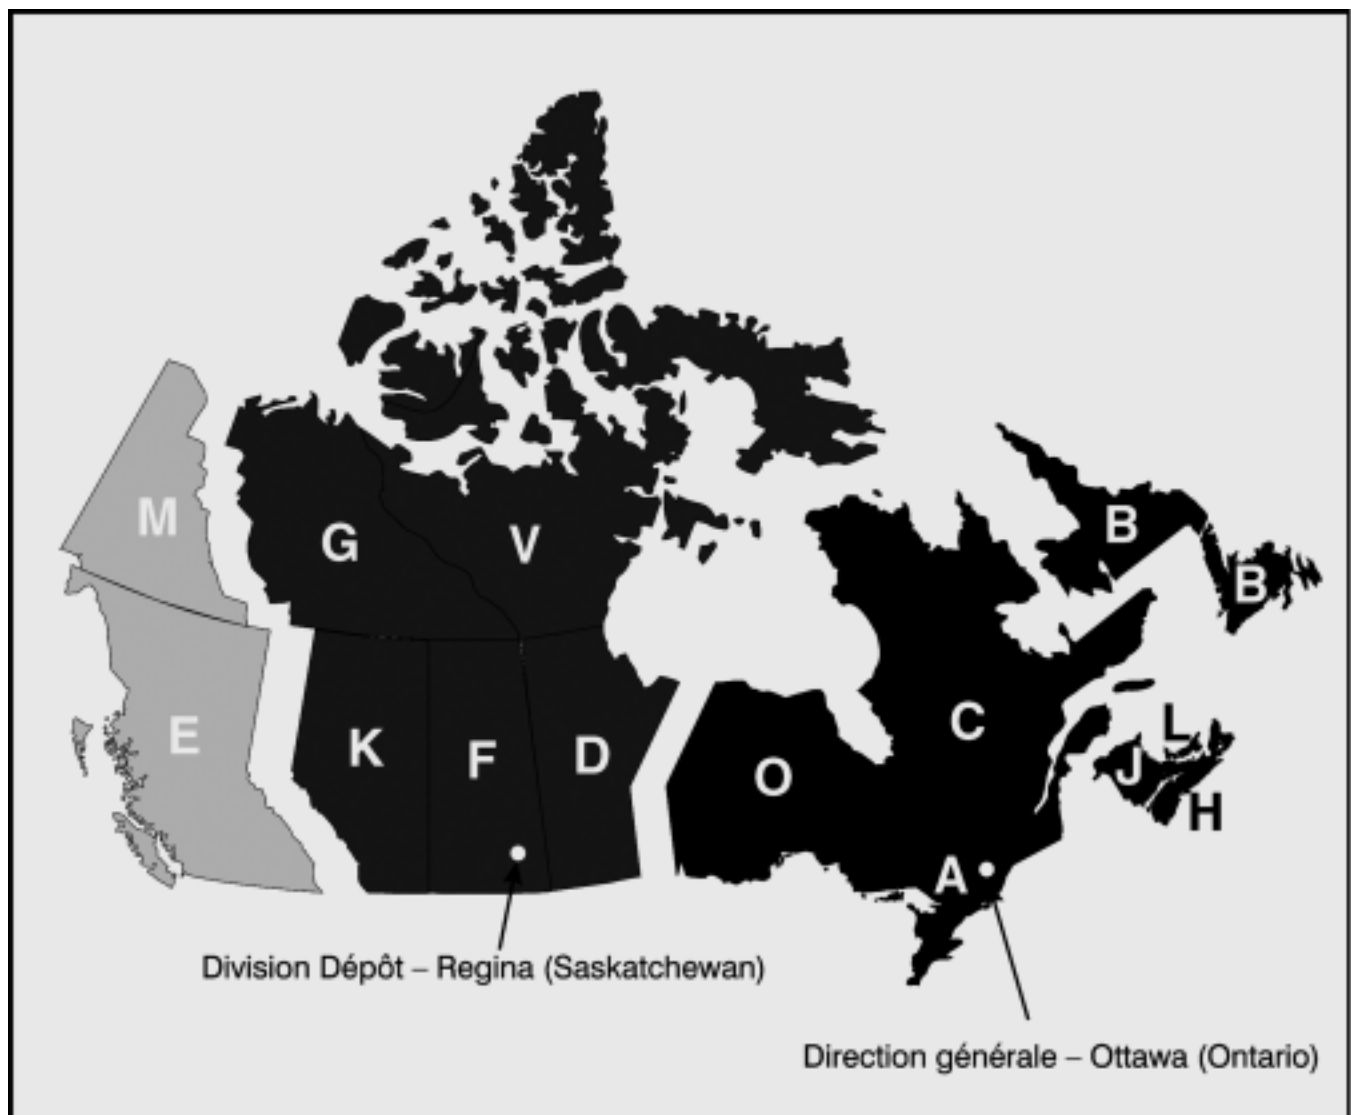 M
G
V
B
B
E
K
F
D
O
C
L
J
H
A
Division Dépôt – Regina (Saskatchewan)
Direction générale – Ottawa (Ontario)